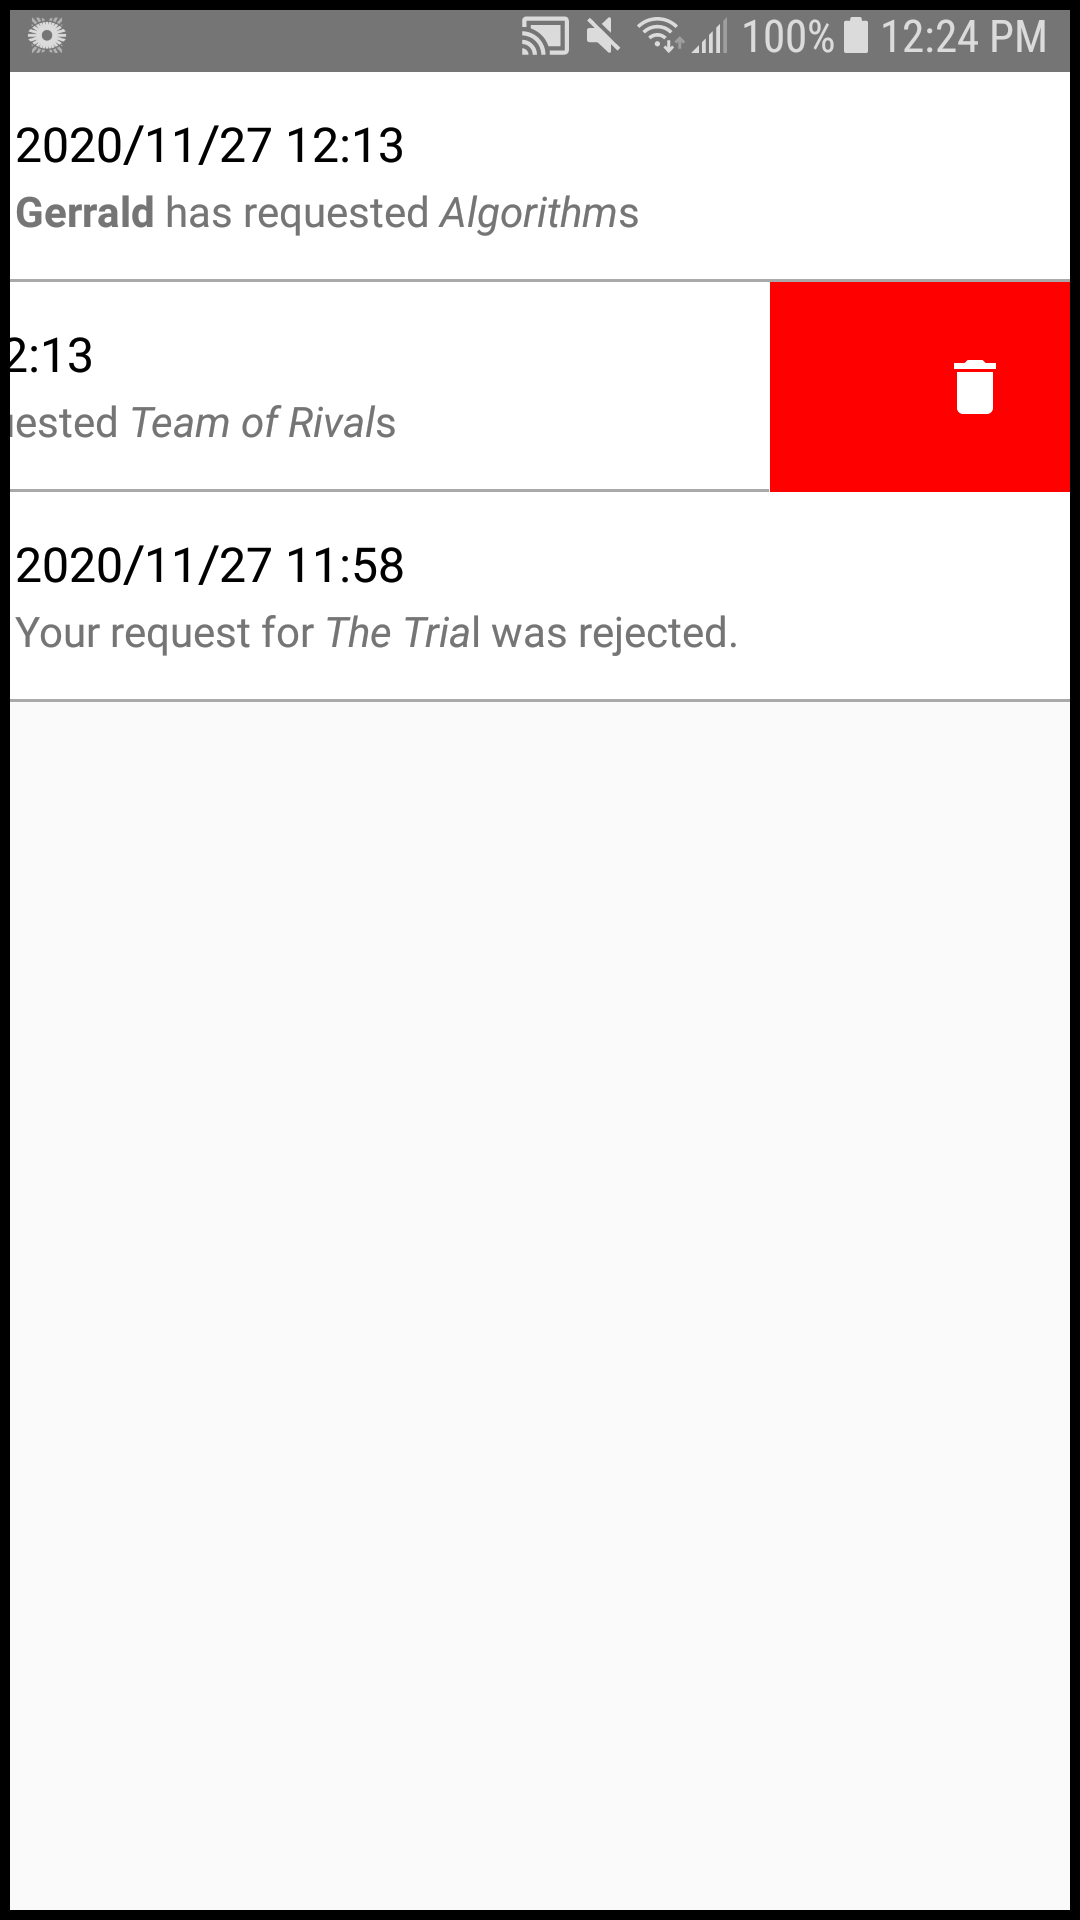 100% 12:24 PM
2020/11/27 12:13
Gerrald has requested Algorithms
2:13
uested Team of Rivals
2020/11/27 11:58
Your request for The Trial was rejected.